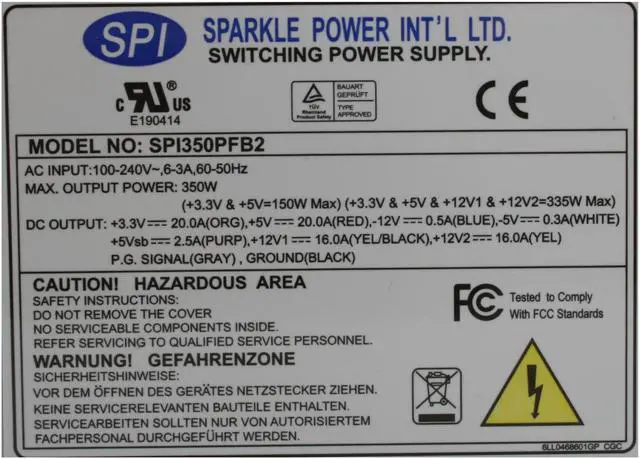 SPI SPARKLE POWER INT'L LTD.
SWITCHING POWER SUPPLY.
c RU® US
E190414
TÜV Rheinland Product Safety
BAUART GEPRÜFT
TYPE APPROVED
CE
MODEL NO: SPI350PFB2
AC INPUT:100-240V~,6-3A,60-50Hz
MAX. OUTPUT POWER: 350W
(+3.3V & +5V=150W Max) (+3.3V & +5V & +12V1 & +12V2=335W Max)
DC OUTPUT: +3.3V⎓ 20.0A(ORG),+5V⎓ 20.0A(RED),-12V⎓ 0.5A(BLUE),-5V⎓ 0.3A(WHITE)
+5Vsb⎓ 2.5A(PURP),+12V1⎓ 16.0A(YEL/BLACK),+12V2⎓ 16.0A(YEL)
P.G. SIGNAL(GRAY) , GROUND(BLACK)
CAUTION! HAZARDOUS AREA
SAFETY INSTRUCTIONS:
DO NOT REMOVE THE COVER
NO SERVICEABLE COMPONENTS INSIDE.
REFER SERVICING TO QUALIFIED SERVICE PERSONNEL.
FC Tested to Comply
With FCC Standards
WARNUNG! GEFAHRENZONE
SICHERHEITSHINWEISE:
VOR DEM ÖFFNEN DES GERÄTES NETZSTECKER ZIEHEN.
KEINE SERVICERELEVANTEN BAUTEILE ENTHALTEN.
SERVICEARBEITEN SOLLTEN NUR VON AUTORISIERTEM
FACHPERSONAL DURCHGEFÜHRT WERDEN.
6LL0468601GP CGC